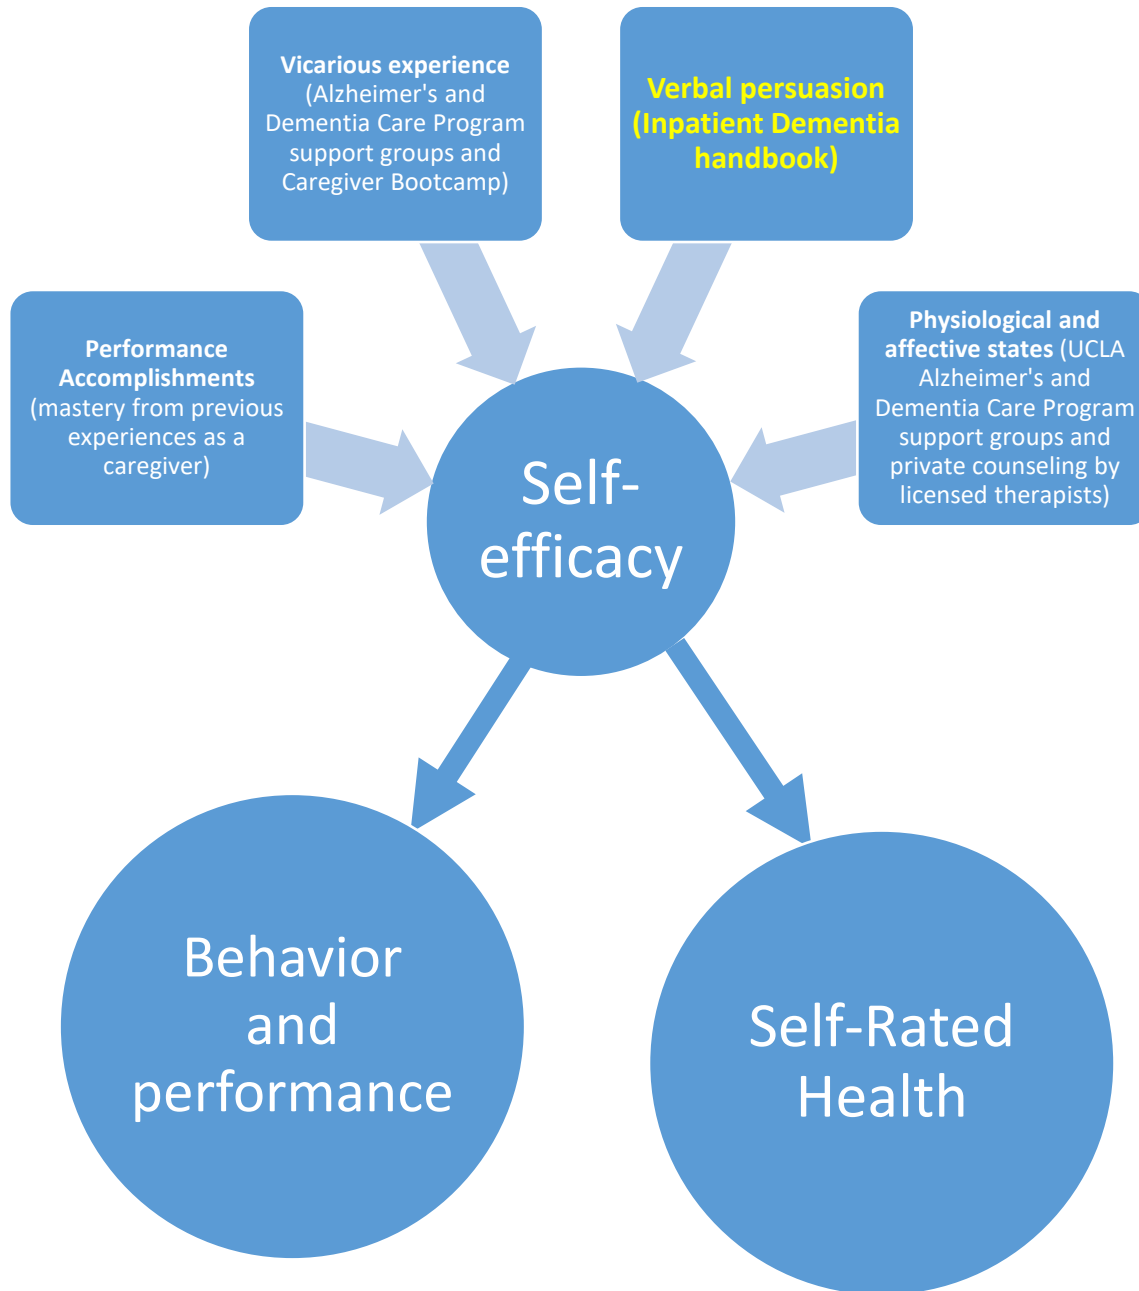 Vicarious experience
(Alzheimer's and
Dementia Care Program
support groups and
Caregiver Bootcamp)
Verbal persuasion
(Inpatient Dementia
handbook)
Performance
Accomplishments
(mastery from previous
experiences as a
caregiver)
Physiological and
affective states (UCLA
Alzheimer's and
Dementia Care Program
support groups and
private counseling by
licensed therapists)
Self-
efficacy
Behavior
and
performance
Self-Rated
Health